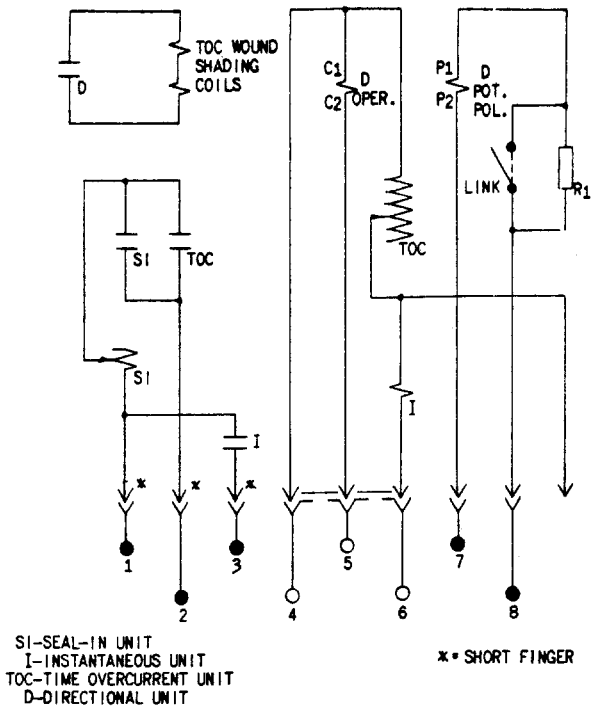 TOC WOUND
SHADING
COILS
D
C1
C2
D
OPER.
P1
P2
D
POT.
POL.
LINK
R1
SI
TOC
TOC
SI
I
I
*
*
*
1
2
3
4
5
6
7
8
SI-SEAL-IN UNIT
I-INSTANTANEOUS UNIT
TOC-TIME OVERCURRENT UNIT
D-DIRECTIONAL UNIT
*= SHORT FINGER